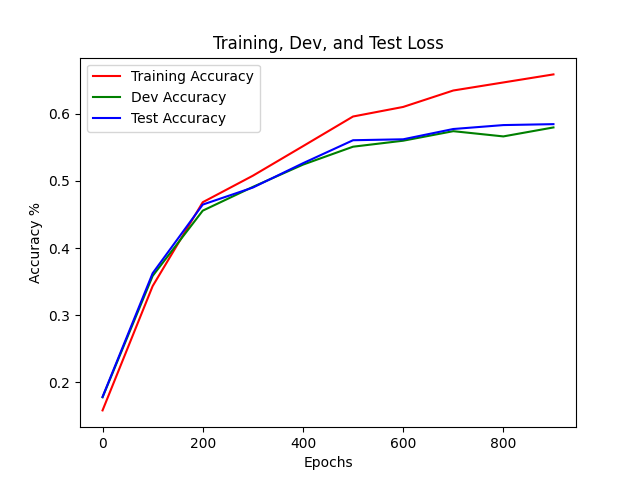 Training, Dev, and Test Loss
Training Accuracy
Dev Accuracy
Test Accuracy
Accuracy %
0.6
0.5
0.4
0.3
0.2
0 200 400 600 800
Epochs